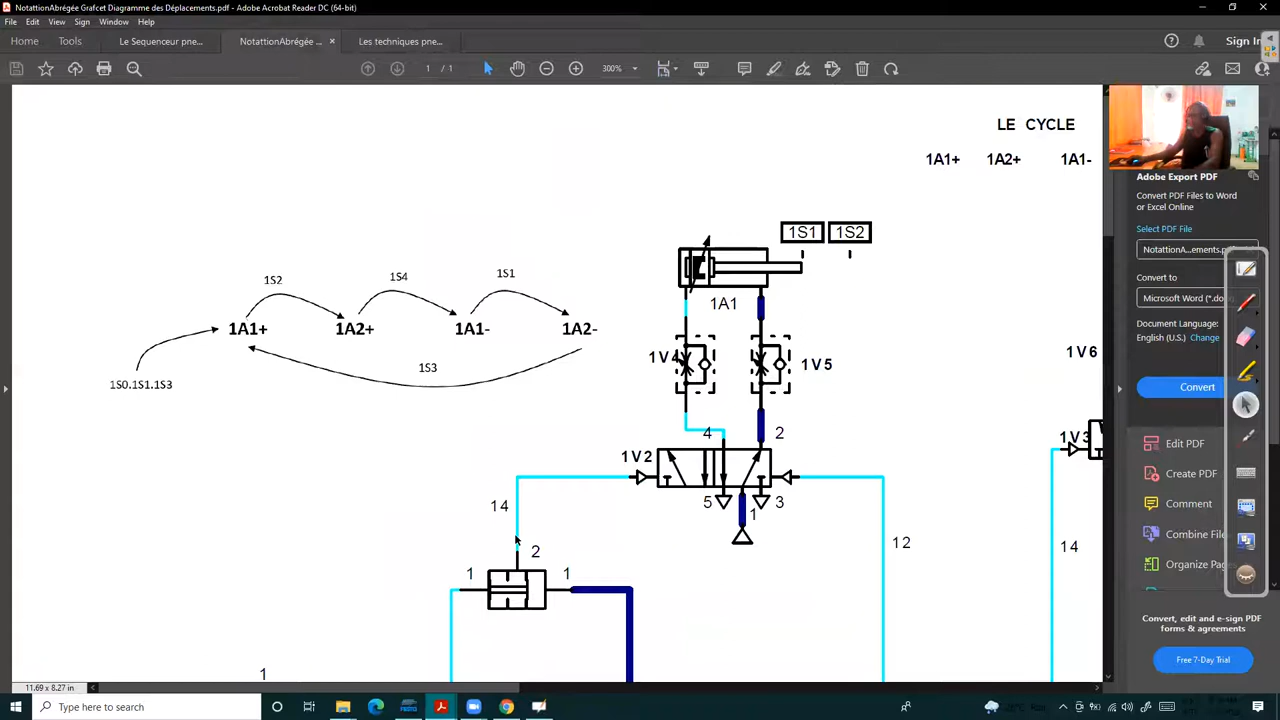 NotattionAbrégée Grafcet Diagramme des Déplacements.pdf - Adobe Acrobat Reader DC (64-bit)
File Edit View Sign Window Help
Home Tools Le Sequenceur pne... NotattionAbrégée ... × Les techniques pne... Sign In
1 / 1 300%
LE CYCLE
1A1+ 1A2+ 1A1-
Adobe Export PDF
Convert PDF Files to Word
or Excel Online
Select PDF File
NotattionA...ements.pdf
Convert to
Microsoft Word (*.docx
Document Language:
English (U.S.) Change
Convert
Edit PDF
Create PDF
Comment
Combine Files
Organize Pages
Convert, edit and e-sign PDF
forms & agreements
Free 7-Day Trial
1S1 1S2
1S2 1S4 1S1
1A1+ 1A2+ 1A1- 1A2-
1S3
1S0.1S1.1S3
1A1
1V4 1V5
1V6
4 2
1V2
1V3
5 1 3
14
12
14
2
1 1
1
11.69 x 8.27 in
Type here to search